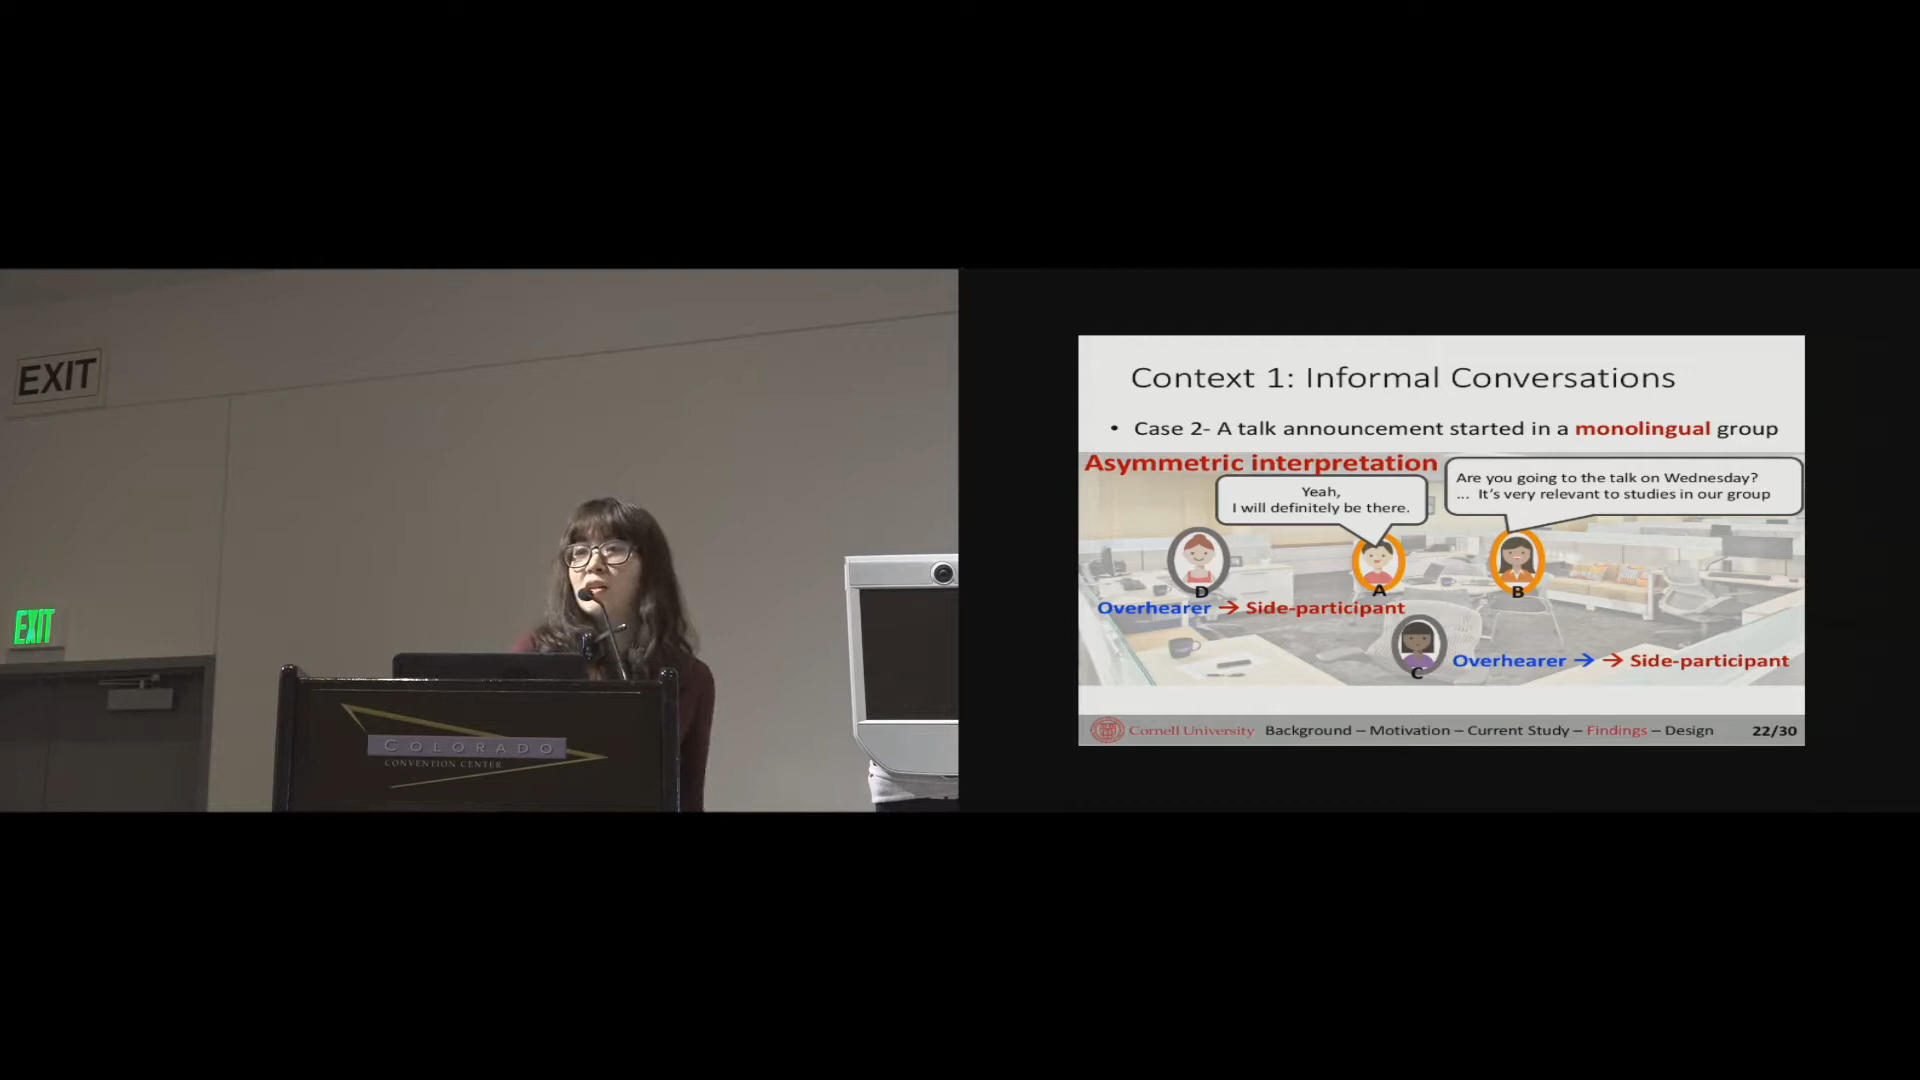 EXIT
EXIT
COLORADO
CONVENTION CENTER
Context 1: Informal Conversations
• Case 2- A talk announcement started in a monolingual group
Asymmetric interpretation
Yeah,
I will definitely be there.
Are you going to the talk on Wednesday?
... It's very relevant to studies in our group
D
A
B
Overhearer → Side-participant
C
Overhearer → → Side-participant
Cornell University Background – Motivation – Current Study – Findings – Design 22/30